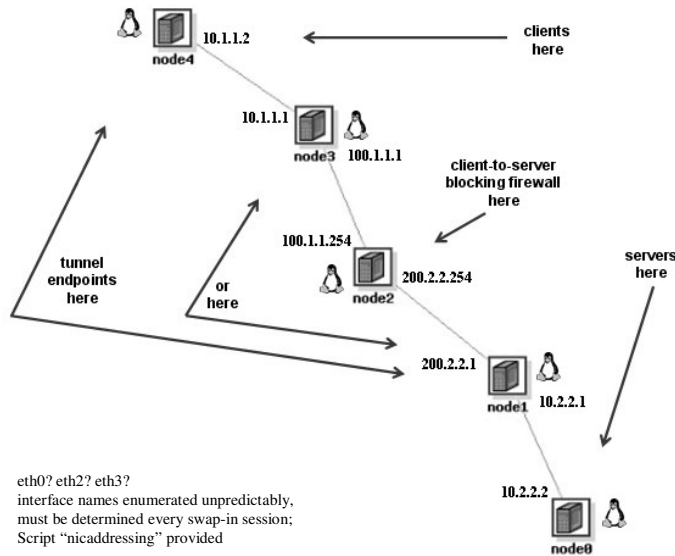 10.1.1.2
node4
clients
here
10.1.1.1
node3
100.1.1.1
client-to-server
blocking firewall
here
100.1.1.254
node2
200.2.2.254
servers
here
tunnel
endpoints
here
or
here
200.2.2.1
node1
10.2.2.1
10.2.2.2
node0
eth0? eth2? eth3?
interface names enumerated unpredictably,
must be determined every swap-in session;
Script “nicaddressing” provided